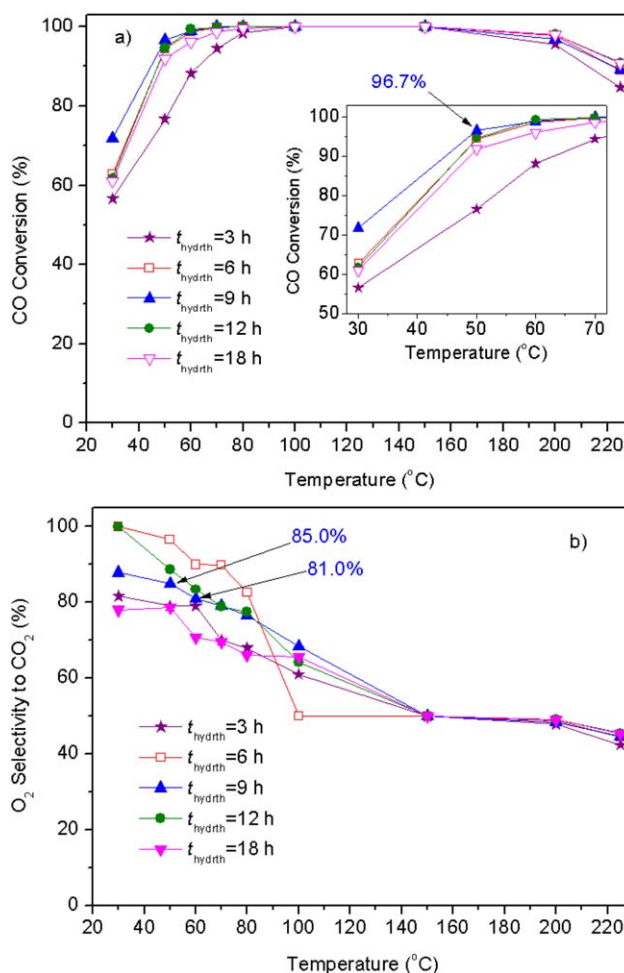 a)
100
80
60
40
20
0
CO Conversion (%)
96.7%
100
90
80
70
60
50
CO Conversion (%)
30 40 50 60 70
Temperature (°C)
t_hydrth=3 h
t_hydrth=6 h
t_hydrth=9 h
t_hydrth=12 h
t_hydrth=18 h
20 40 60 80 100 120 140 160 180 200 220
Temperature (°C)
b)
100
80
60
40
20
0
O2 Selectivity to CO2 (%)
85.0%
81.0%
t_hydrth=3 h
t_hydrth=6 h
t_hydrth=9 h
t_hydrth=12 h
t_hydrth=18 h
20 40 60 80 100 120 140 160 180 200 220
Temperature (°C)